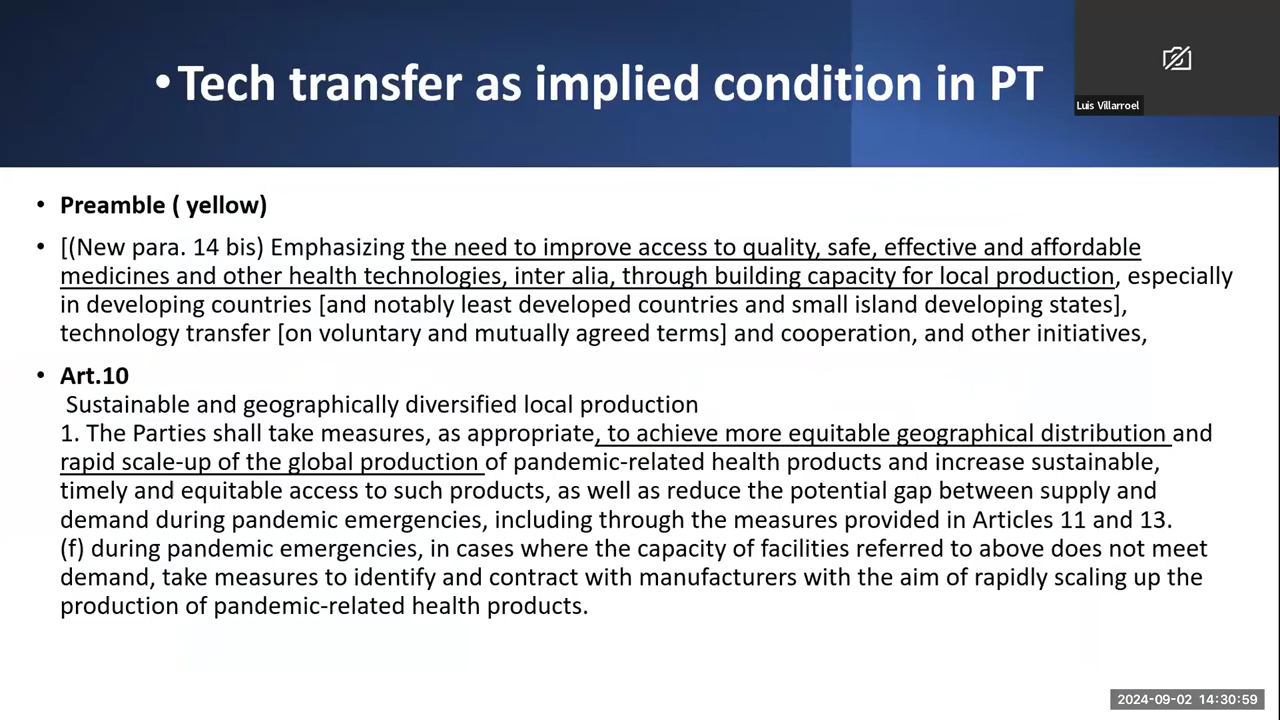 •Tech transfer as implied condition in PT
Luis Villarroel
• Preamble ( yellow)
• [(New para. 14 bis) Emphasizing the need to improve access to quality, safe, effective and affordable
medicines and other health technologies, inter alia, through building capacity for local production, especially
in developing countries [and notably least developed countries and small island developing states],
technology transfer [on voluntary and mutually agreed terms] and cooperation, and other initiatives,
• Art.10
Sustainable and geographically diversified local production
1. The Parties shall take measures, as appropriate, to achieve more equitable geographical distribution and
rapid scale-up of the global production of pandemic-related health products and increase sustainable,
timely and equitable access to such products, as well as reduce the potential gap between supply and
demand during pandemic emergencies, including through the measures provided in Articles 11 and 13.
(f) during pandemic emergencies, in cases where the capacity of facilities referred to above does not meet
demand, take measures to identify and contract with manufacturers with the aim of rapidly scaling up the
production of pandemic-related health products.
2024-09-02 14:30:59